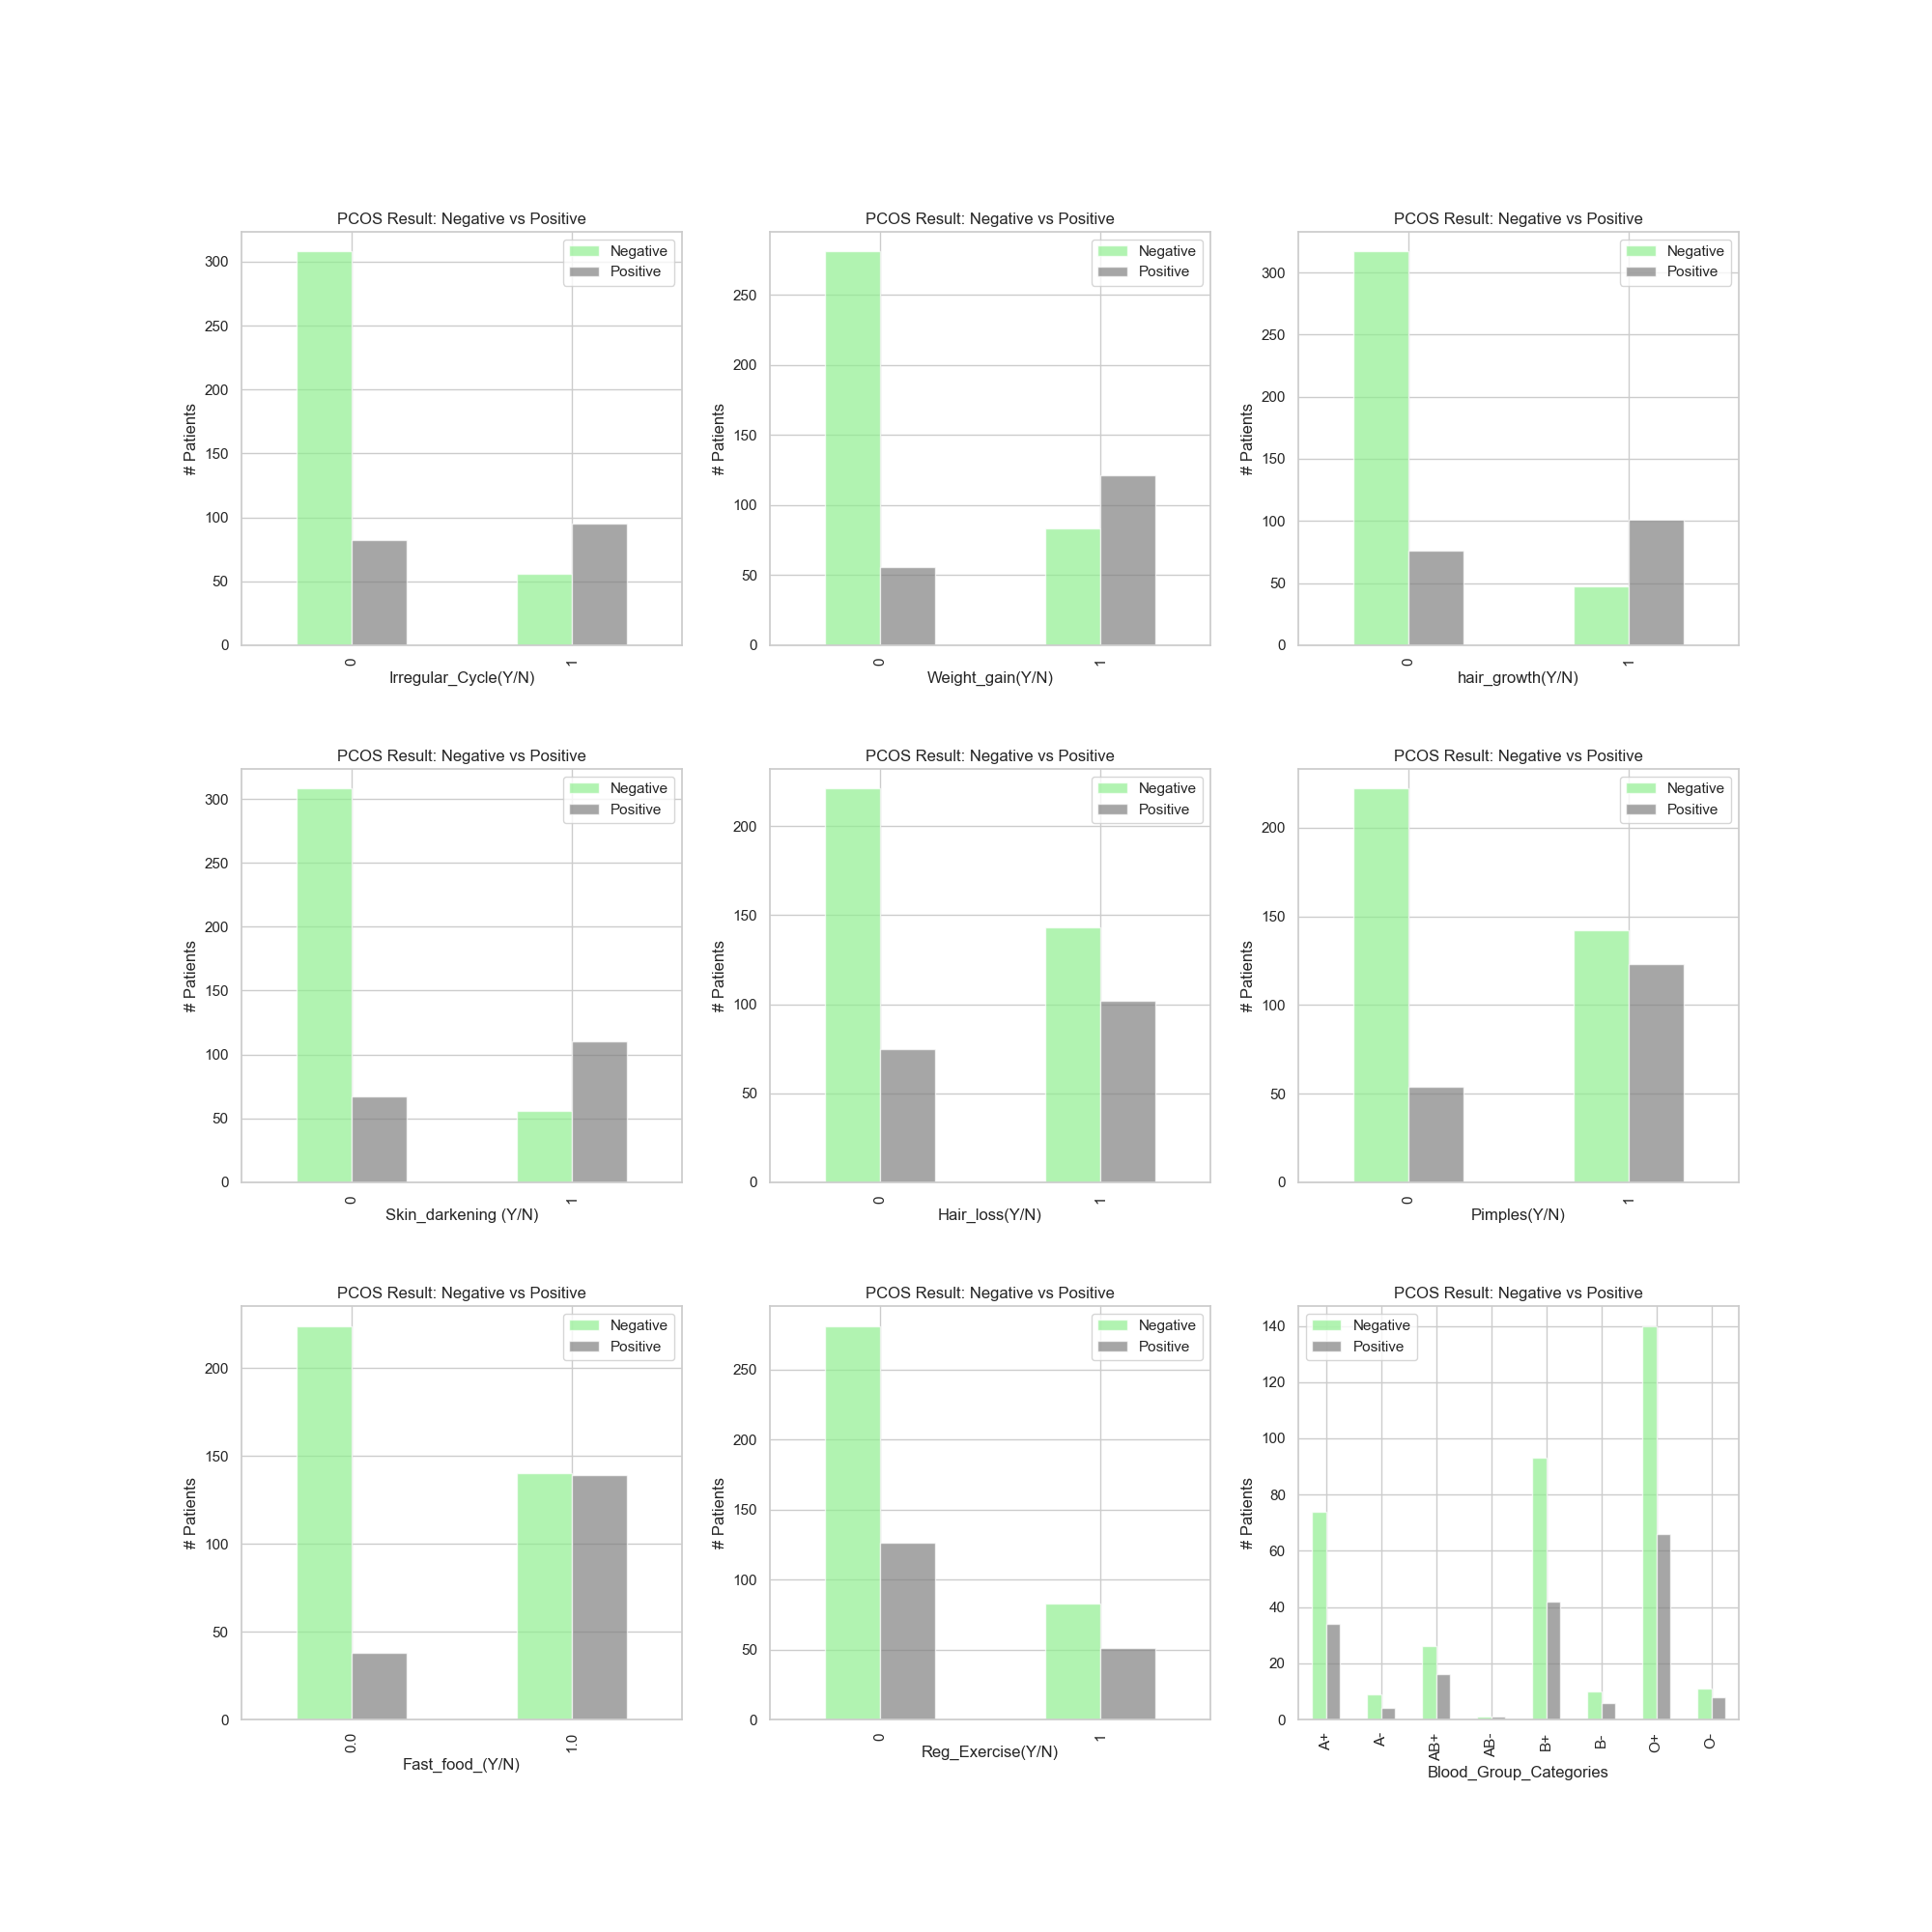 PCOS Result: Negative vs Positive
Negative
Positive
# Patients
300
250
200
150
100
50
0
0
1
Irregular_Cycle(Y/N)
PCOS Result: Negative vs Positive
Negative
Positive
# Patients
250
200
150
100
50
0
0
1
Weight_gain(Y/N)
PCOS Result: Negative vs Positive
Negative
Positive
# Patients
300
250
200
150
100
50
0
0
1
hair_growth(Y/N)
PCOS Result: Negative vs Positive
Negative
Positive
# Patients
300
250
200
150
100
50
0
0
1
Skin_darkening (Y/N)
PCOS Result: Negative vs Positive
Negative
Positive
# Patients
200
150
100
50
0
0
1
Hair_loss(Y/N)
PCOS Result: Negative vs Positive
Negative
Positive
# Patients
200
150
100
50
0
0
1
Pimples(Y/N)
PCOS Result: Negative vs Positive
Negative
Positive
# Patients
200
150
100
50
0
0.0
1.0
Fast_food_(Y/N)
PCOS Result: Negative vs Positive
Negative
Positive
# Patients
250
200
150
100
50
0
0
1
Reg_Exercise(Y/N)
PCOS Result: Negative vs Positive
Negative
Positive
# Patients
140
120
100
80
60
40
20
0
A+
A-
AB+
AB-
B+
B-
O+
O-
Blood_Group_Categories